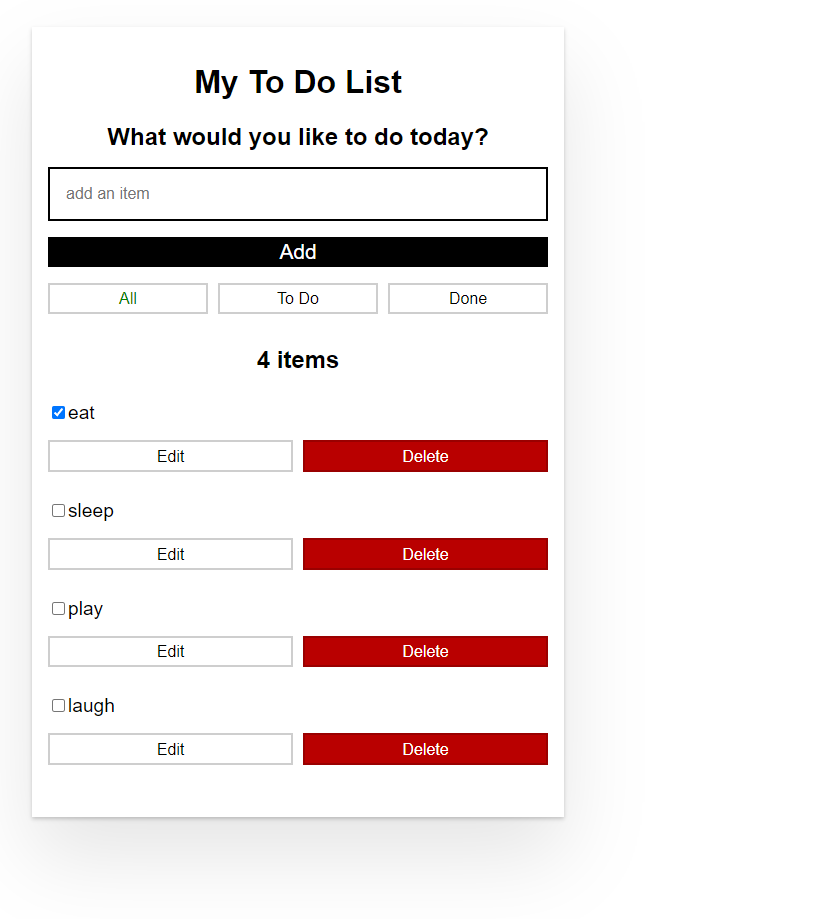 My To Do List
What would you like to do today?
add an item
Add
All To Do Done
4 items
eat
Edit Delete
sleep
Edit Delete
play
Edit Delete
laugh
Edit Delete